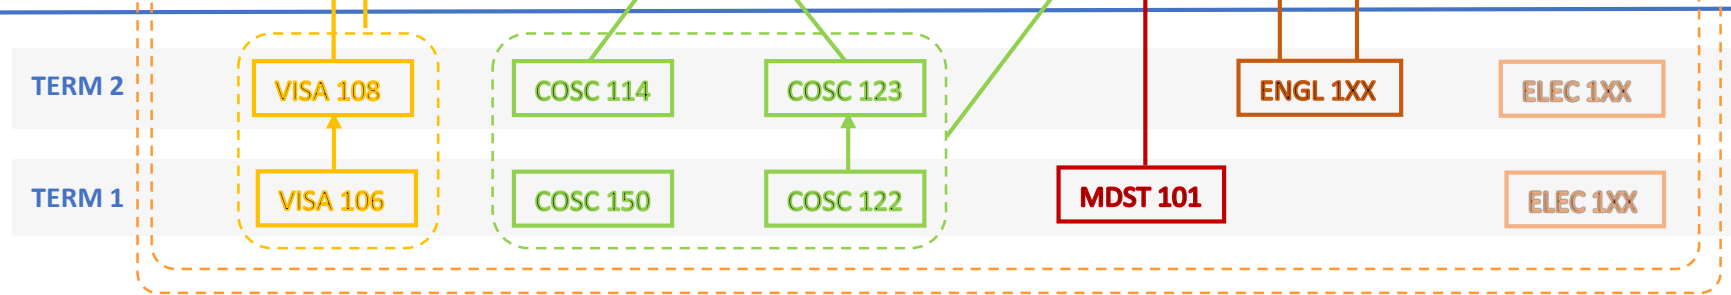 TERM 2 VISA 108 COSC 114 COSC 123 ENGL 1XX ELEC 1XX
TERM 1 VISA 106 COSC 150 COSC 122 MDST 101 ELEC 1XX